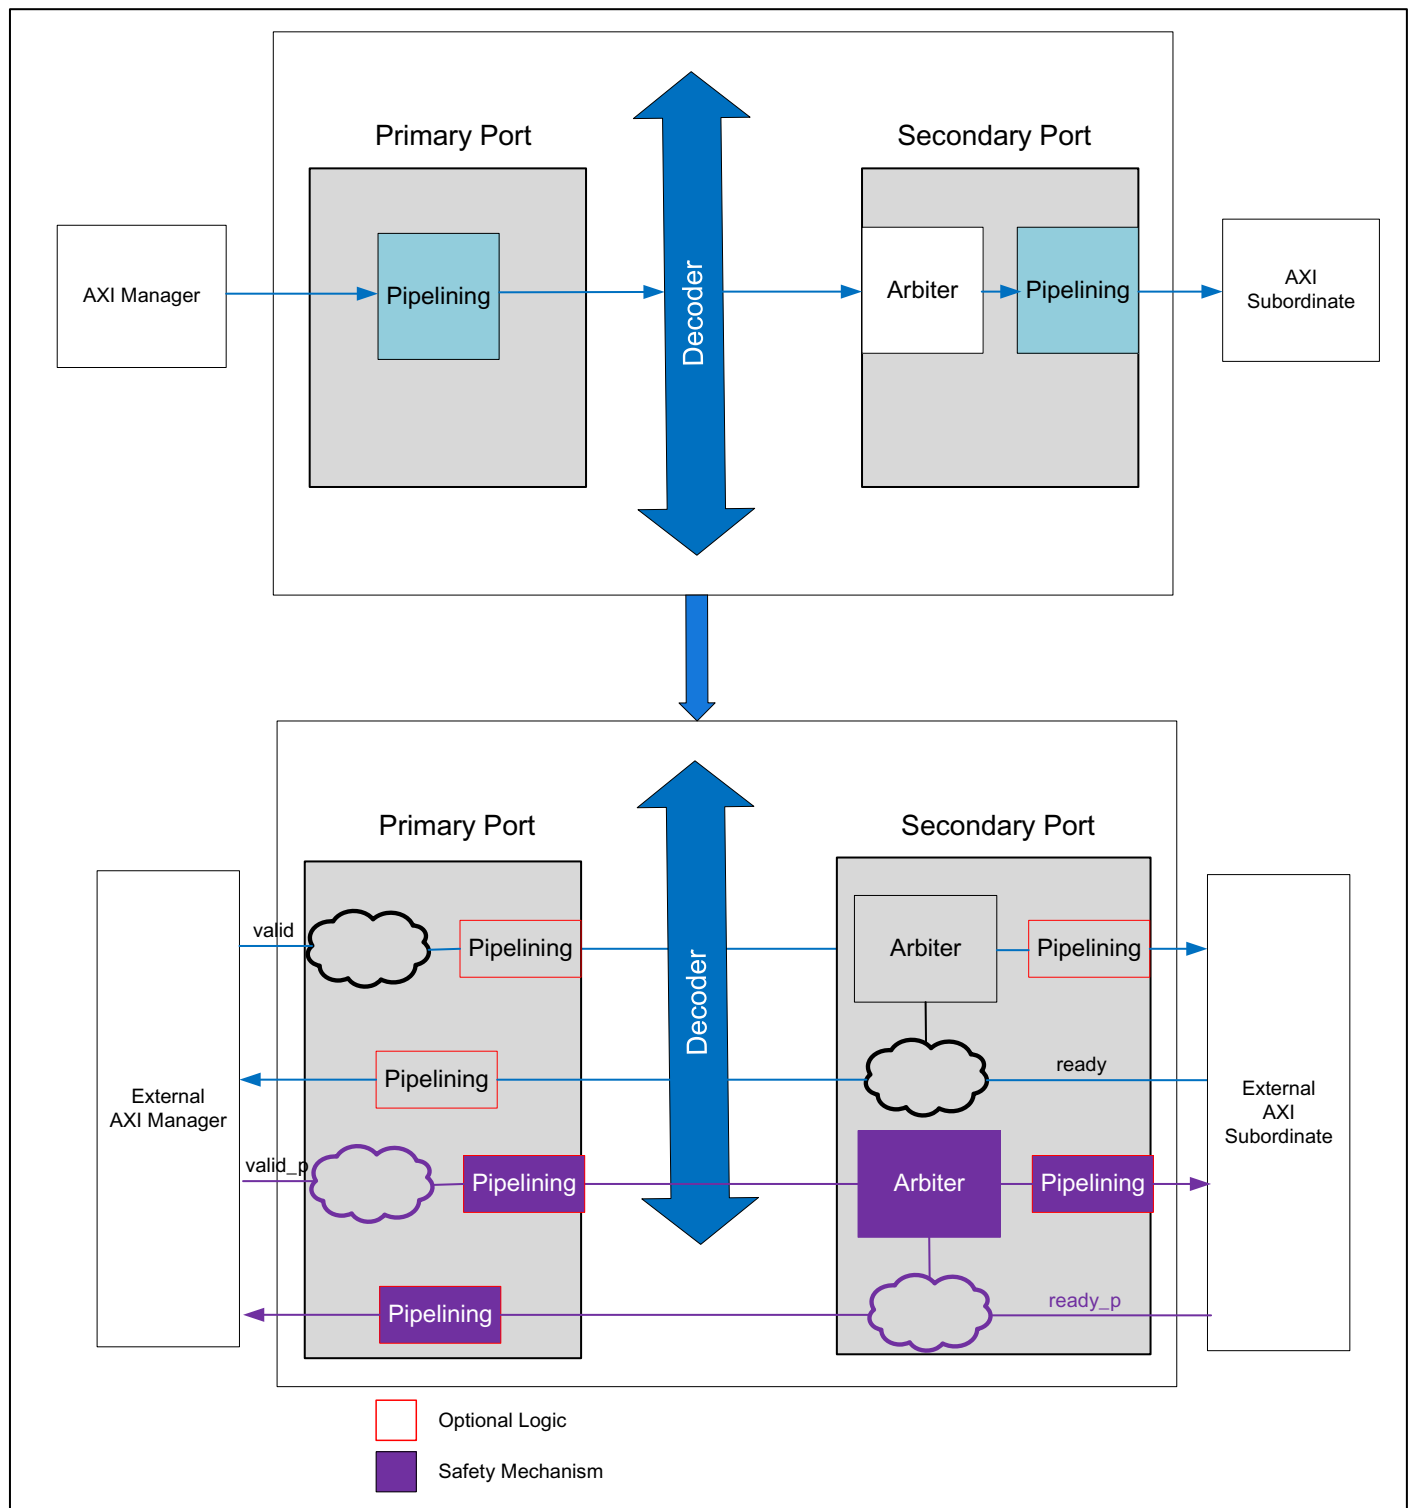 Primary Port
Secondary Port
AXI Manager
Pipelining
Decoder
Arbiter
Pipelining
AXI
Subordinate
Primary Port
Secondary Port
valid
Pipelining
Decoder
Arbiter
Pipelining
External
AXI Manager
Pipelining
ready
External
AXI
Subordinate
valid_p
Pipelining
Arbiter
Pipelining
Pipelining
ready_p
Optional Logic
Safety Mechanism